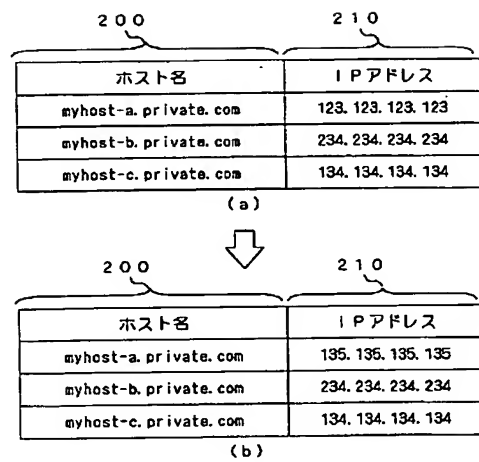 ２００ ２１０
ホスト名 ＩＰアドレス
myhost-a.private.com 123.123.123.123
myhost-b.private.com 234.234.234.234
myhost-c.private.com 134.134.134.134
(a)
２００ ２１０
ホスト名 ＩＰアドレス
myhost-a.private.com 135.135.135.135
myhost-b.private.com 234.234.234.234
myhost-c.private.com 134.134.134.134
(b)